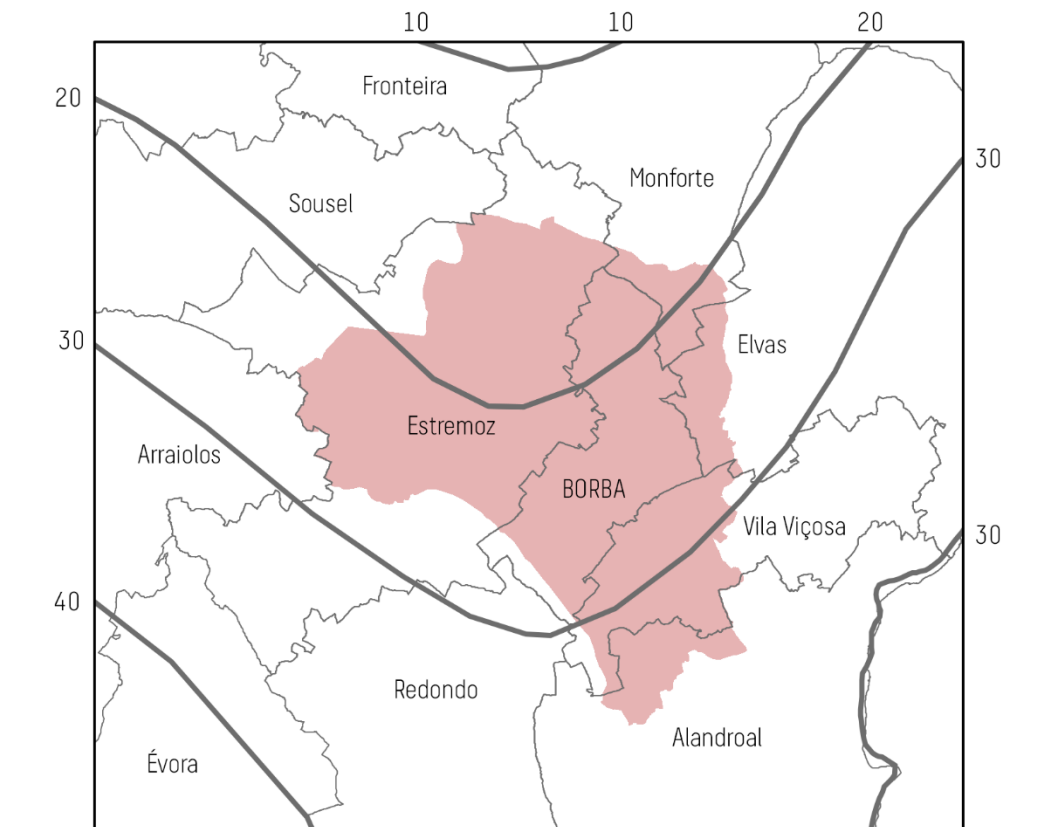 10
10
20
Fronteira
20
30
Monforte
Sousel
30
Elvas
Estremoz
Arraiolos
BORBA
Vila Viçosa
30
40
Redondo
Alandroal
Évora